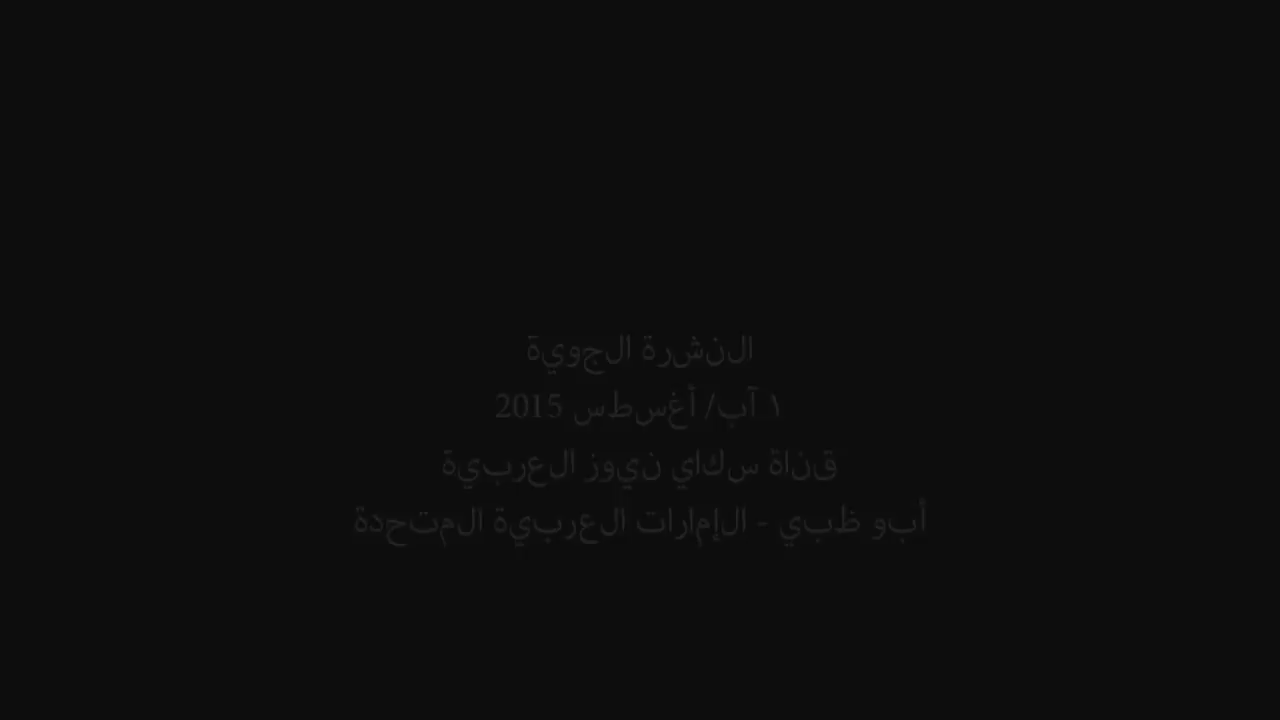 النشرة الجوية
١ آب/ أغسطس 2015
قناة سكاي نيوز العربية
أبو ظبي - الإمارات العربية المتحدة